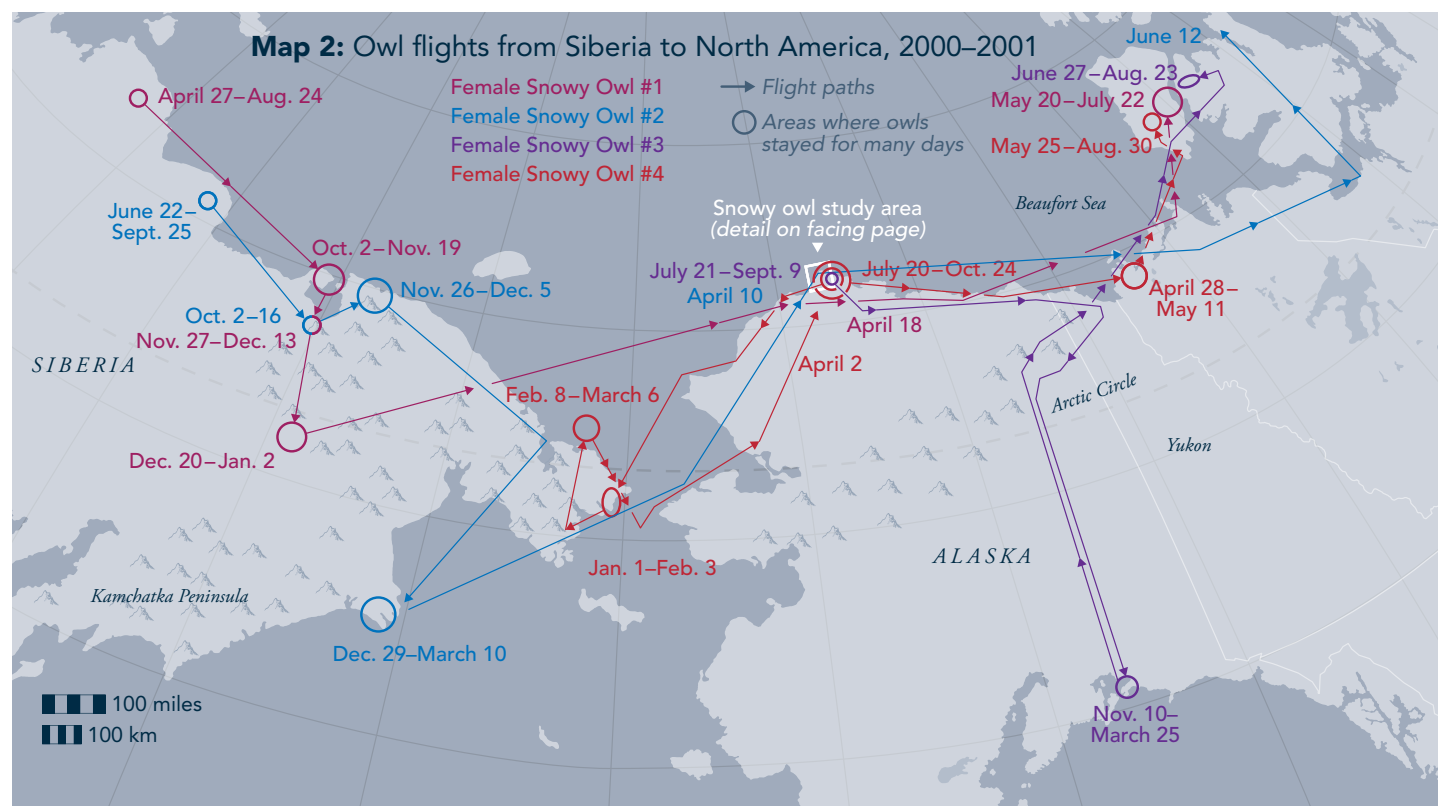 Map 2: Owl flights from Siberia to North America, 2000–2001
June 12
Female Snowy Owl #1
Female Snowy Owl #2
Female Snowy Owl #3
Female Snowy Owl #4
Flight paths
Areas where owls
stayed for many days
June 27–Aug. 23
May 20–July 22
May 25–Aug. 30
April 27–Aug. 24
June 22–
Sept. 25
Oct. 2–Nov. 19
Nov. 26–Dec. 5
Oct. 2–16
Nov. 27–Dec. 13
SIBERIA
Dec. 20–Jan. 2
Beaufort Sea
Snowy owl study area
(detail on facing page)
July 21–Sept. 9
July 20–Oct. 24
April 10
April 18
April 28–
May 11
April 2
Feb. 8–March 6
Arctic Circle
Yukon
ALASKA
Jan. 1–Feb. 3
Kamchatka Peninsula
Dec. 29–March 10
Nov. 10–
March 25
100 miles
100 km